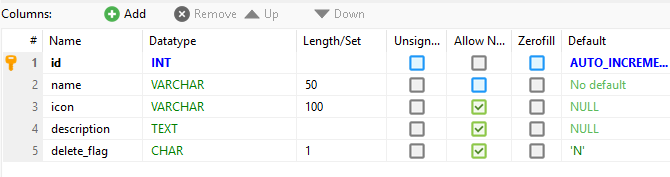 Columns: Add Remove Up Down
# Name Datatype Length/Set Unsign... Allow N... Zerofill Default
1 id INT AUTO_INCREME...
2 name VARCHAR 50 No default
3 icon VARCHAR 100 NULL
4 description TEXT NULL
5 delete_flag CHAR 1 'N'